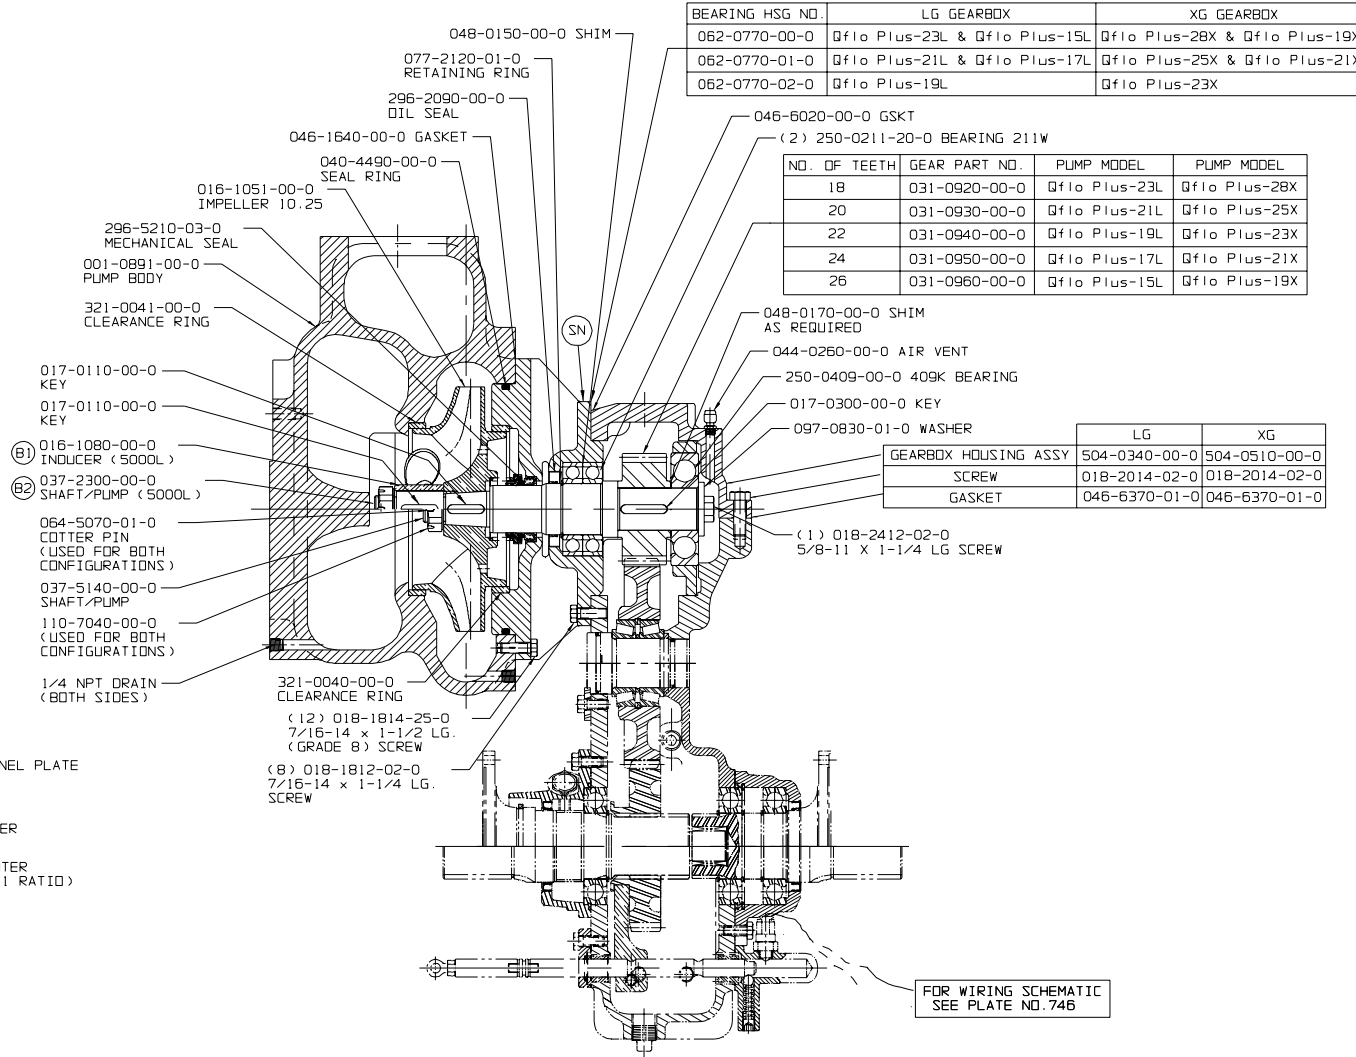 BEARING HSG NO. LG GEARBOX XG GEARBOX
062-0770-00-0 Qflo Plus-23L & Qflo Plus-15L Qflo Plus-28X & Qflo Plus-19X
062-0770-01-0 Qflo Plus-21L & Qflo Plus-17L Qflo Plus-25X & Qflo Plus-21X
062-0770-02-0 Qflo Plus-19L Qflo Plus-23X
048-0150-00-0 SHIM
077-2120-01-0
RETAINING RING
296-2090-00-0
OIL SEAL
046-1640-00-0 GASKET
040-4490-00-0
SEAL RING
016-1051-00-0
IMPELLER 10.25
296-5210-03-0
MECHANICAL SEAL
001-0891-00-0
PUMP BODY
321-0041-00-0
CLEARANCE RING
017-0110-00-0
KEY
017-0110-00-0
KEY
B1 016-1080-00-0
INDUCER (5000L)
B2 037-2300-00-0
SHAFT/PUMP (5000L)
064-5070-01-0
COTTER PIN
(USED FOR BOTH
CONFIGURATIONS)
037-5140-00-0
SHAFT/PUMP
110-7040-00-0
(USED FOR BOTH
CONFIGURATIONS)
1/4 NPT DRAIN
(BOTH SIDES)
321-0040-00-0
CLEARANCE RING
(12) 018-1814-25-0
7/16-14 x 1-1/2 LG.
(GRADE 8) SCREW
(8) 018-1812-02-0
7/16-14 x 1-1/4 LG.
SCREW
NEL PLATE
ER
TER
1 RATIO)
SN
046-6020-00-0 GSKT
(2) 250-0211-20-0 BEARING 211W
NO. OF TEETH GEAR PART NO. PUMP MODEL PUMP MODEL
18 031-0920-00-0 Qflo Plus-23L Qflo Plus-28X
20 031-0930-00-0 Qflo Plus-21L Qflo Plus-25X
22 031-0940-00-0 Qflo Plus-19L Qflo Plus-23X
24 031-0950-00-0 Qflo Plus-17L Qflo Plus-21X
26 031-0960-00-0 Qflo Plus-15L Qflo Plus-19X
048-0170-00-0 SHIM
AS REQUIRED
044-0260-00-0 AIR VENT
250-0409-00-0 409K BEARING
017-0300-00-0 KEY
097-0830-01-0 WASHER
LG XG
GEARBOX HOUSING ASSY 504-0340-00-0 504-0510-00-0
SCREW 018-2014-02-0 018-2014-02-0
GASKET 046-6370-01-0 046-6370-01-0
(1) 018-2412-02-0
5/8-11 X 1-1/4 LG SCREW
FOR WIRING SCHEMATIC
SEE PLATE NO.746